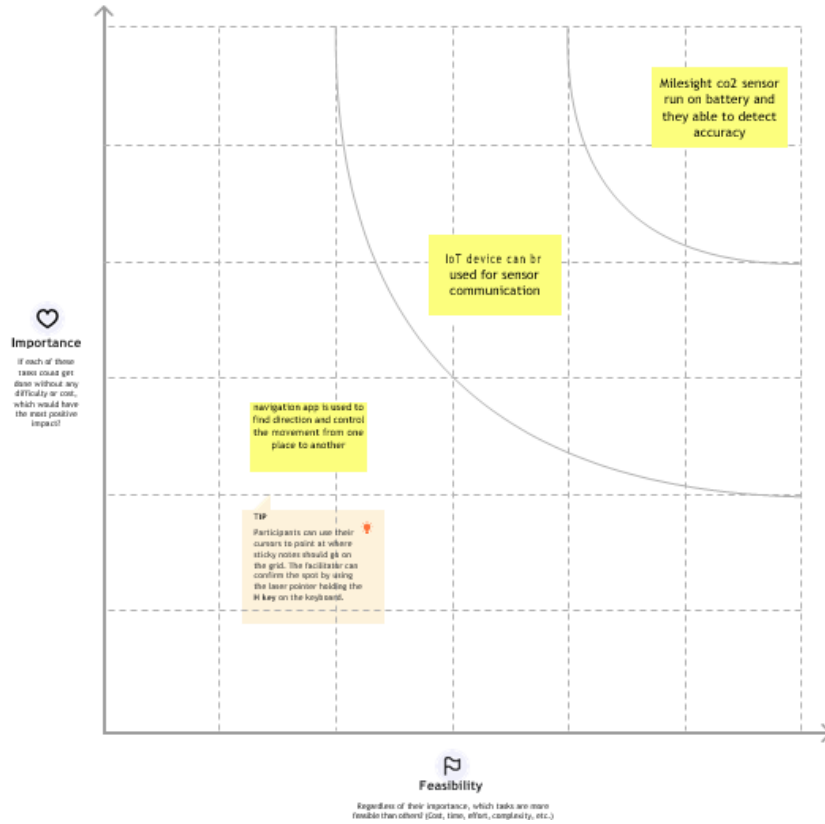 Milesight co2 sensor
run on battery and
they able to detect
accuracy
IoT device can br
used for sensor
communication
Importance
If each of these
tasks could get
done without any
difficulty or cost,
which would have
the most positive
impact?
navigation app is used to
find direction and control
the movement from one
place to another
TIP
Participants can use their
cursors to point at where
sticky notes should go on
the grid. The facilitator can
confirm the spot by using
the laser pointer holding the
H key on the keyboard.
Feasibility
Regardless of their importance, which tasks are more
feasible than others? (Cost, time, effort, complexity, etc.)